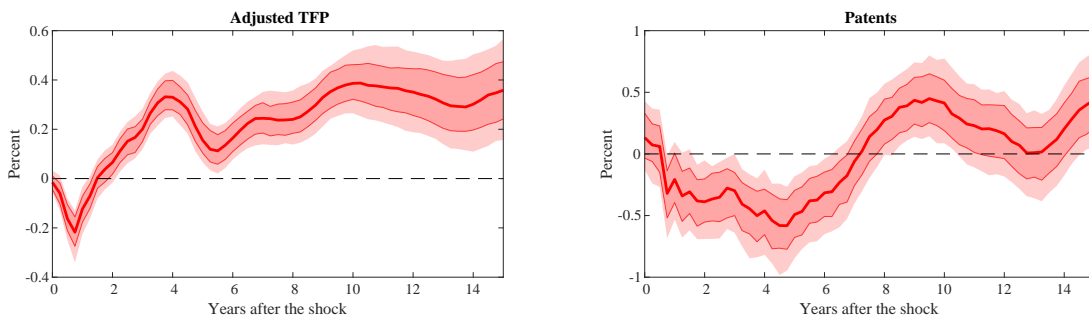 Adjusted TFP
Percent
0.6
0.4
0.2
0
-0.2
-0.4
0 2 4 6 8 10 12 14
Years after the shock
Patents
Percent
1
0.5
0
-0.5
-1
0 2 4 6 8 10 12 14
Years after the shock